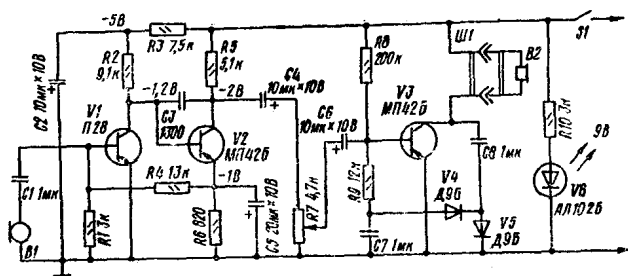 -5В
R3 7,5к
S1
C2 10мк×10В
R2
9,1к
R5
5,1к
R8
200к
Ш1
B2
-1,2В
-2В
C4
10мк×10В
V3
МП42Б
C3
1300
C6
10мк×10В
V1
П28
V2
МП42Б
R10 3к
9В
C8 1мк
C1 1мк
R4 13к
-1В
R7 4,7к
R9 12к
V4
Д9Б
V6
АЛ102Б
B1
R1 3к
R6 820
C5 20мк×10В
C7 1мк
V5
Д9Б